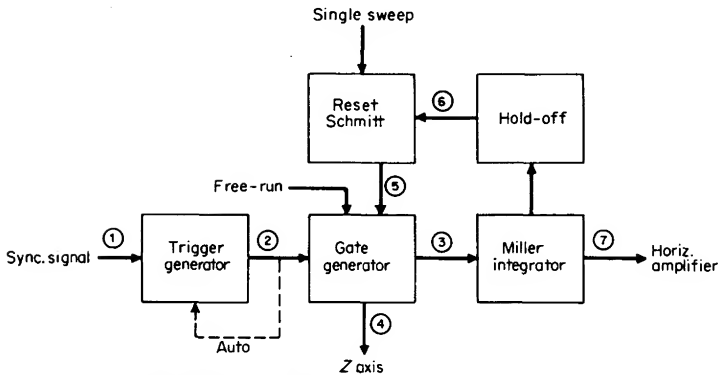 Single sweep
Reset
Schmitt
⑥
Hold-off
Free-run
⑤
①
②
③
⑦
Sync. signal
Trigger
generator
Gate
generator
Miller
integrator
Horiz.
amplifier
④
Auto
Z axis